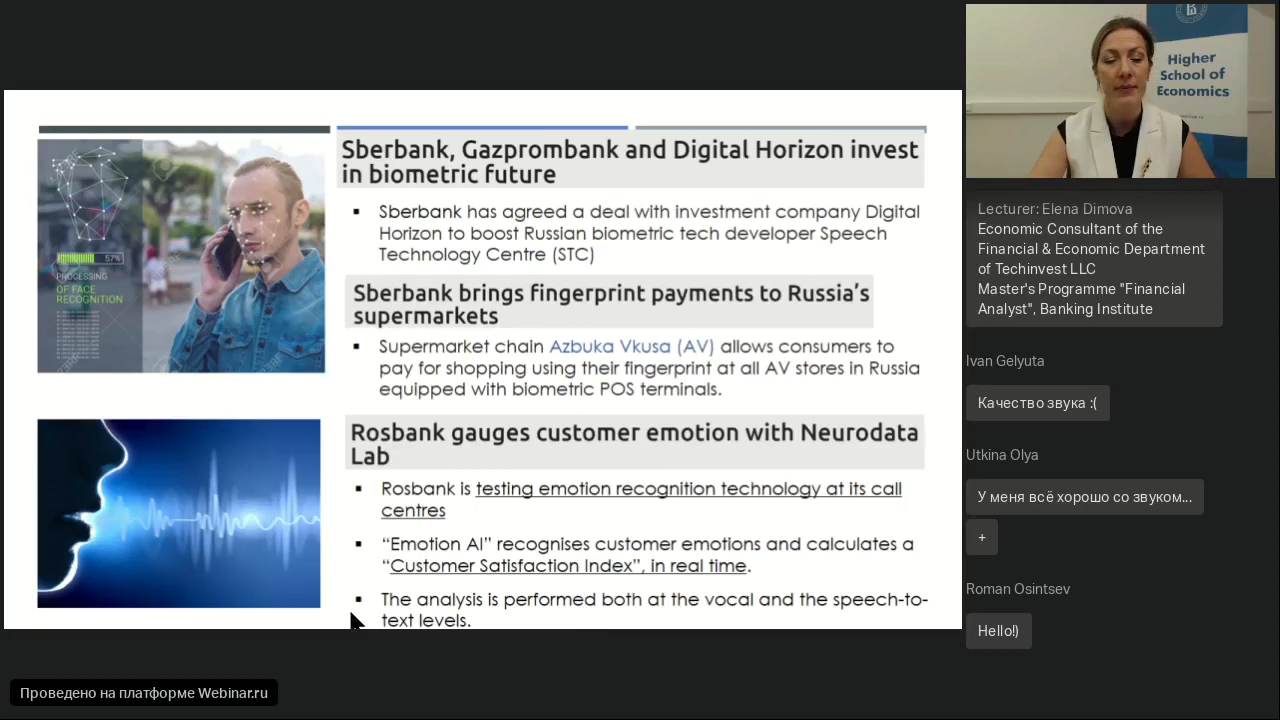 Sberbank, Gazprombank and Digital Horizon invest
in biometric future
▪ Sberbank has agreed a deal with investment company Digital
Horizon to boost Russian biometric tech developer Speech
Technology Centre (STC)
57%
PROCESSING
OF FACE
RECOGNITION
Sberbank brings fingerprint payments to Russia’s
supermarkets
▪ Supermarket chain Azbuka Vkusa (AV) allows consumers to
pay for shopping using their fingerprint at all AV stores in Russia
equipped with biometric POS terminals.
Rosbank gauges customer emotion with Neurodata
Lab
▪ Rosbank is testing emotion recognition technology at its call
centres
▪ “Emotion AI” recognises customer emotions and calculates a
“Customer Satisfaction Index”, in real time.
▪ The analysis is performed both at the vocal and the speech-to-
text levels.
Higher
School of
Economics
Lecturer: Elena Dimova
Economic Consultant of the
Financial & Economic Department
of Techinvest LLC
Master's Programme "Financial
Analyst", Banking Institute
Ivan Gelyuta
Качество звука :(
Utkina Olya
У меня всё хорошо со звуком...
+
Roman Osintsev
Hello!)
Проведено на платформе Webinar.ru